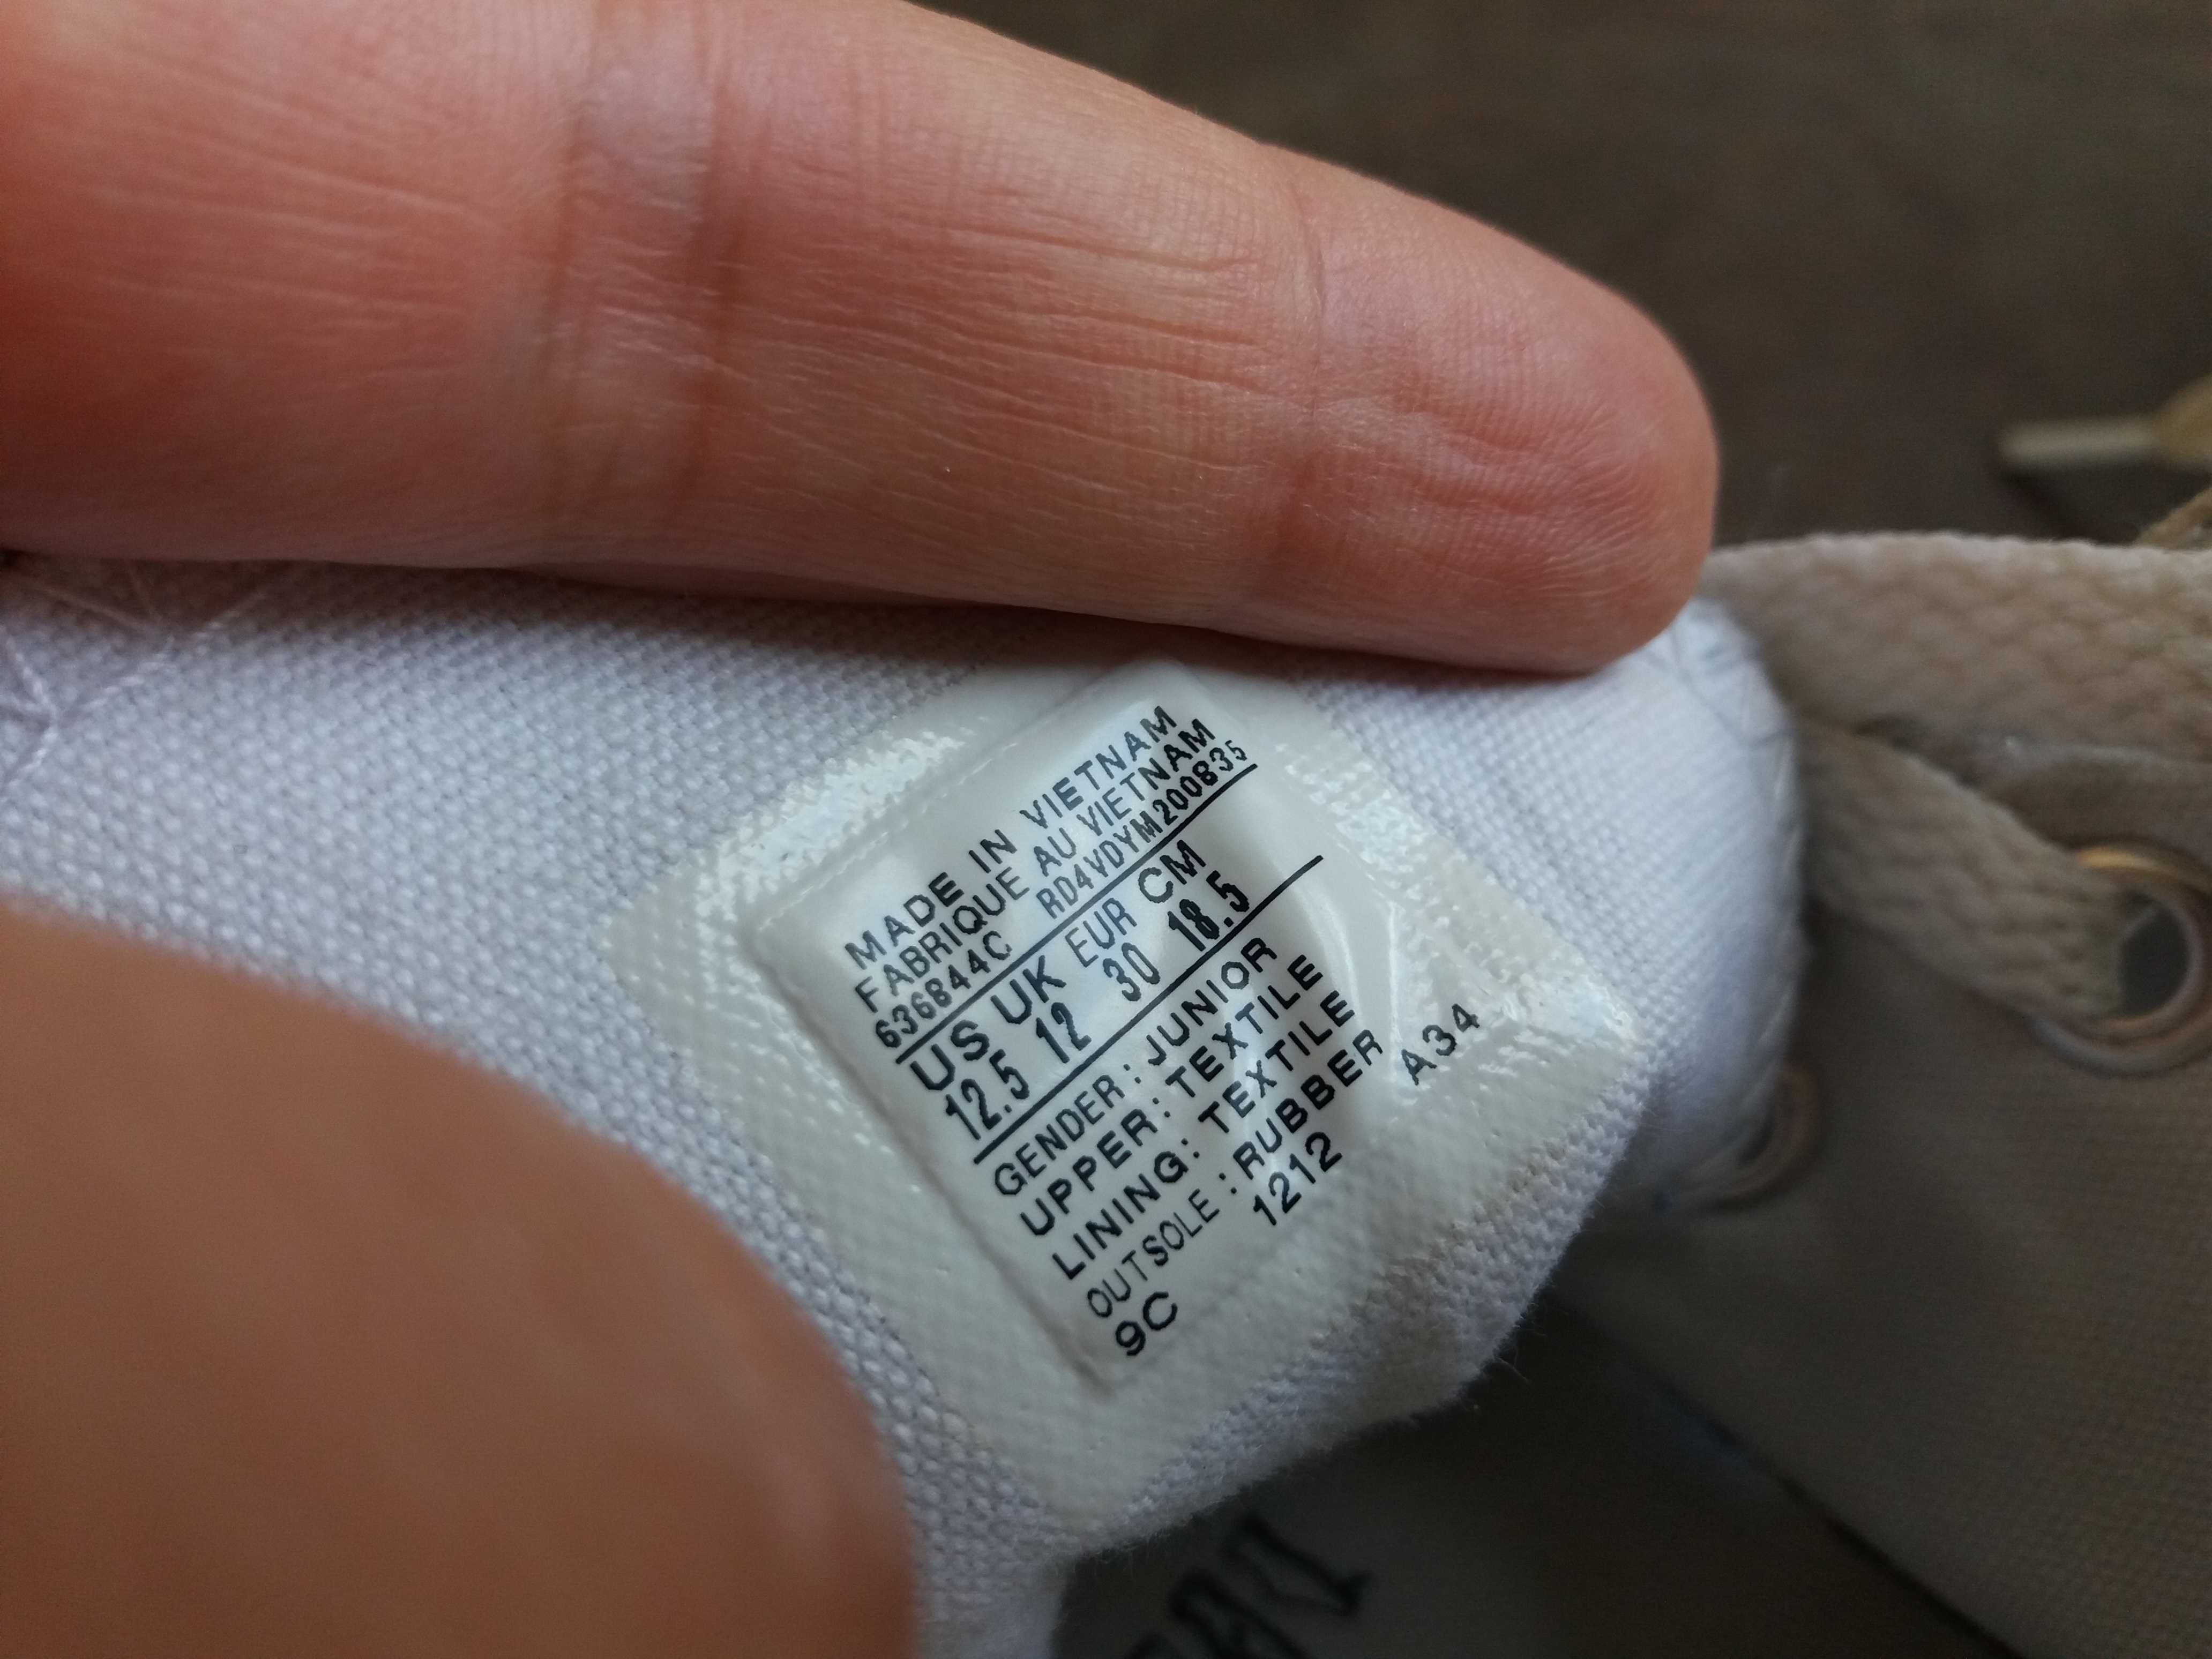 MADE IN VIETNAM
FABRIQUE AU VIETNAM
636844C RD4VDYM200835
US UK EUR CM
12.5 12 30 18.5
GENDER : JUNIOR
UPPER : TEXTILE
LINING : TEXTILE
OUTSOLE : RUBBER
9C 1212 A34